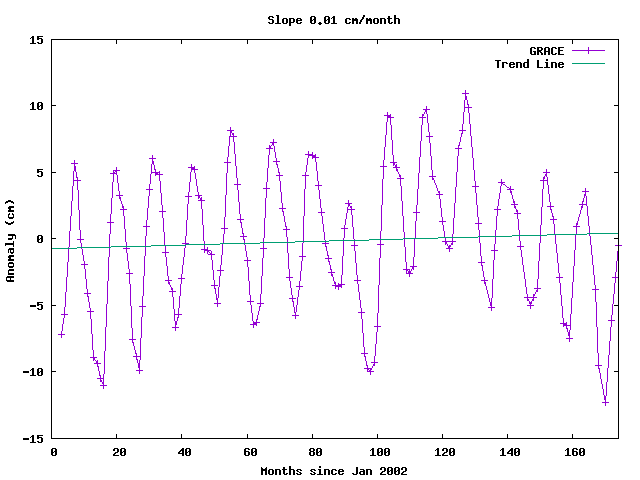 Slope 0.01 cm/month
GRACE
Trend Line
15
10
5
0
-5
-10
-15
Anomaly (cm)
0 20 40 60 80 100 120 140 160
Months since Jan 2002